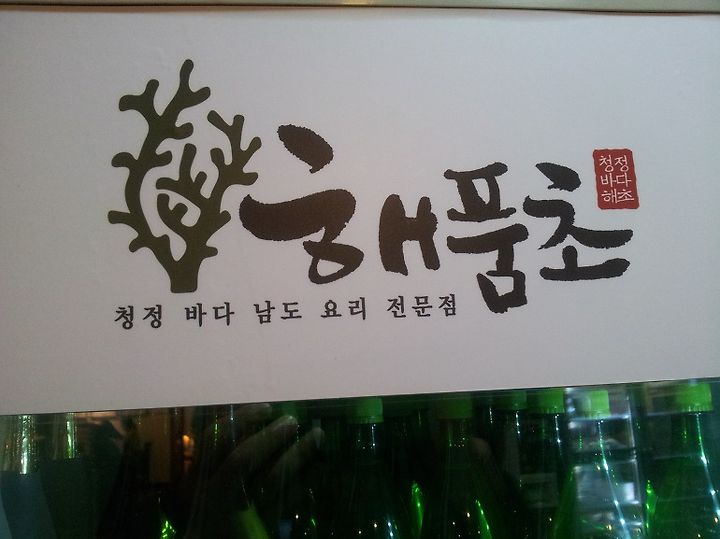 해품초
청정
바다
해초
청정 바다 남도 요리 전문점